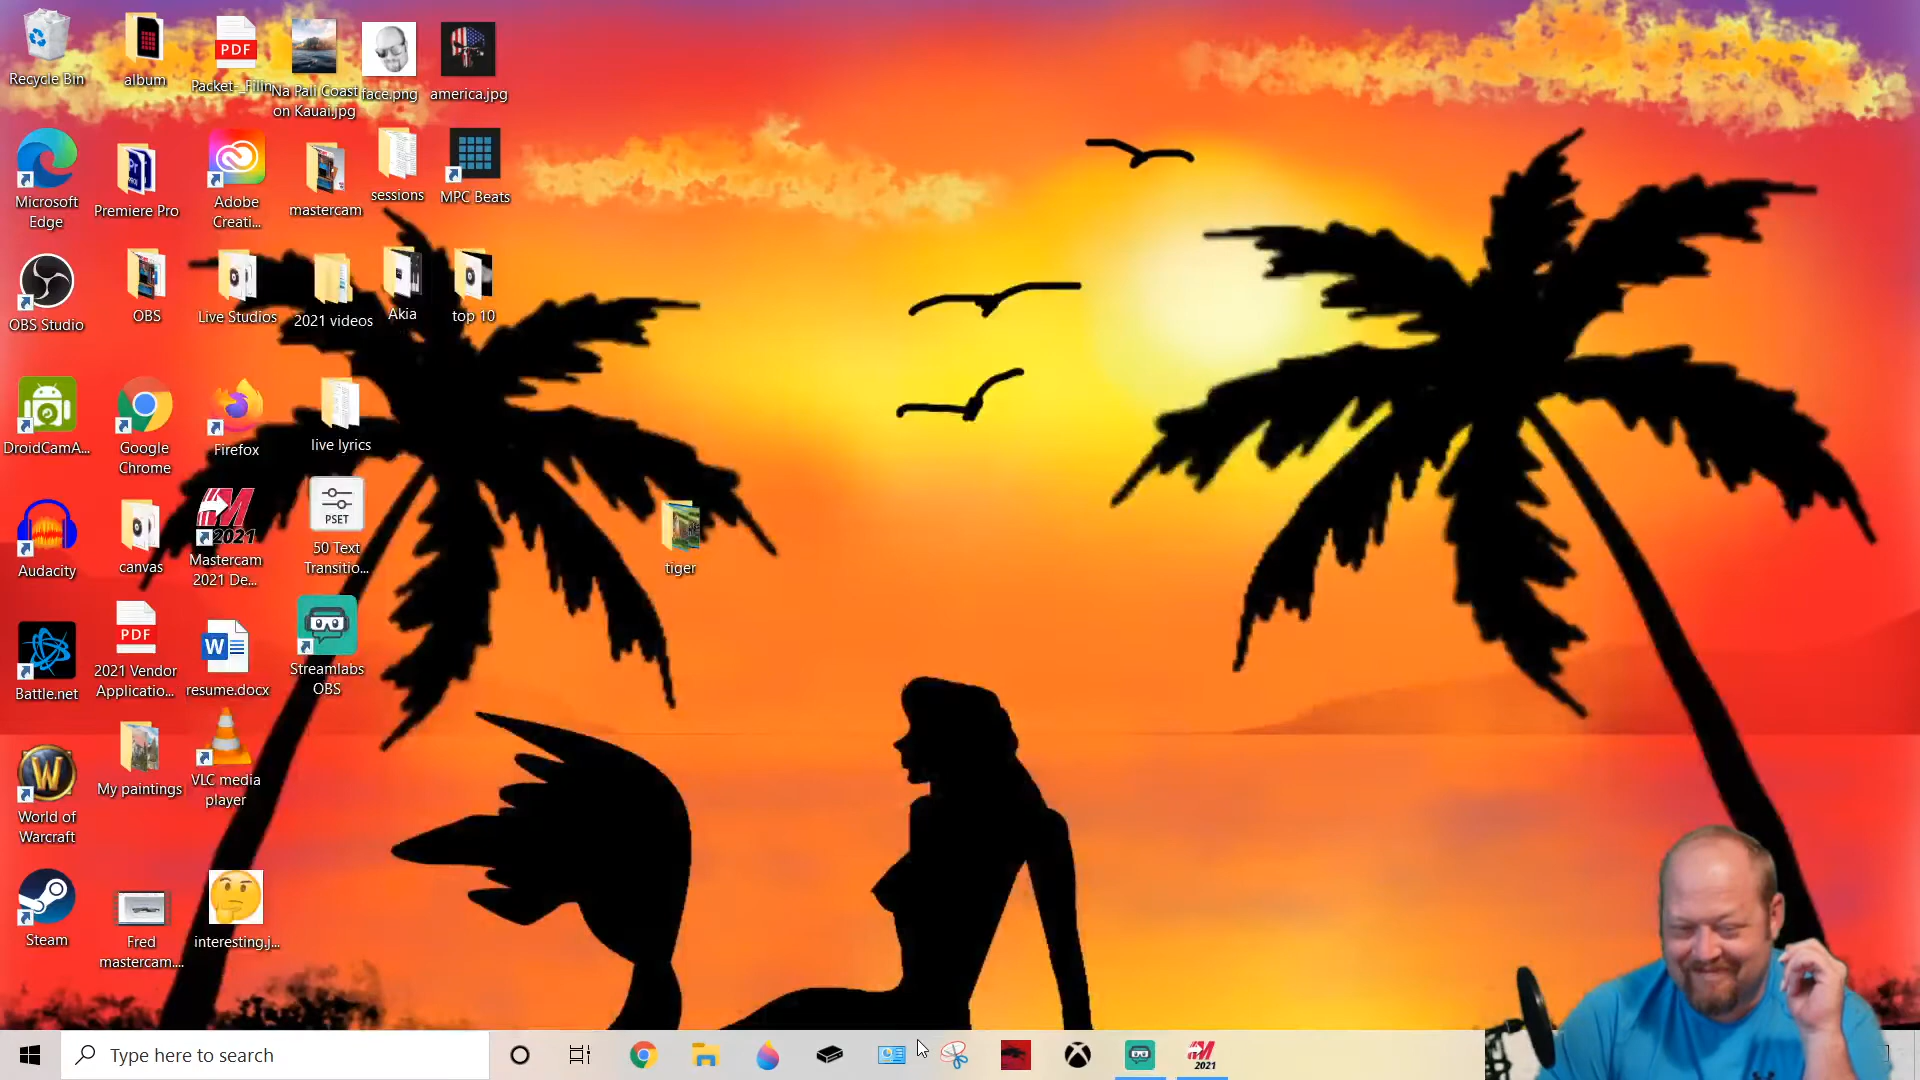 Recycle Bin
album
PDF
Packet-_Filin
Na Pali Coast
on Kauai.jpg
face.png
america.jpg
Microsoft
Edge
Premiere Pro
Adobe
Creati...
mastercam
sessions
MPC Beats
OBS Studio
OBS
Live Studios
2021 videos
Akia
top 10
DroidCamA...
Google
Chrome
Firefox
live lyrics
Audacity
canvas
2021
Mastercam
2021 De...
PSET
50 Text
Transitio...
tiger
Battle.net
PDF
2021 Vendor
Applicatio...
W
resume.docx
Streamlabs
OBS
W
World of
Warcraft
My paintings
VLC media
player
Steam
Fred
mastercam....
interesting.j...
Type here to search
2021